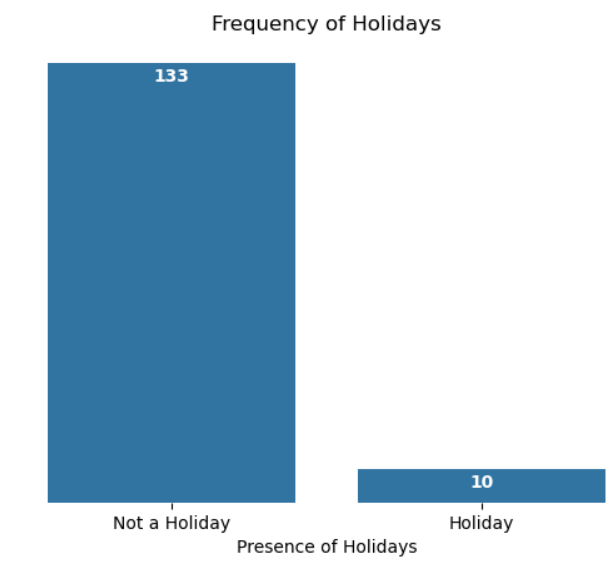 Frequency of Holidays
133
10
Not a Holiday
Holiday
Presence of Holidays